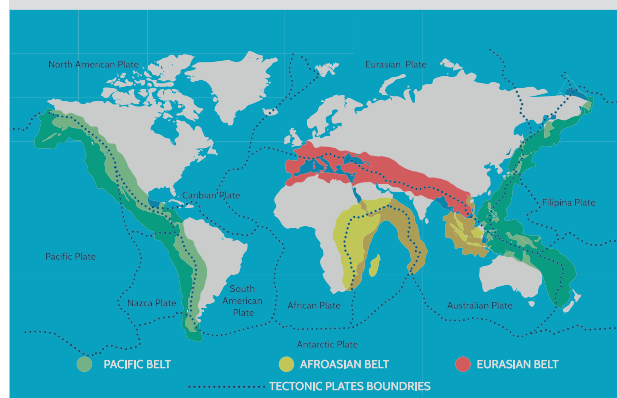 North American Plate
Eurasian Plate
Caribian Plate
Filipina Plate
Pacific Plate
Nazca Plate
South
American
Plate
African Plate
Australian Plate
Antarctic Plate
PACIFIC BELT
AFROASIAN BELT
EURASIAN BELT
TECTONIC PLATES BOUNDRIES